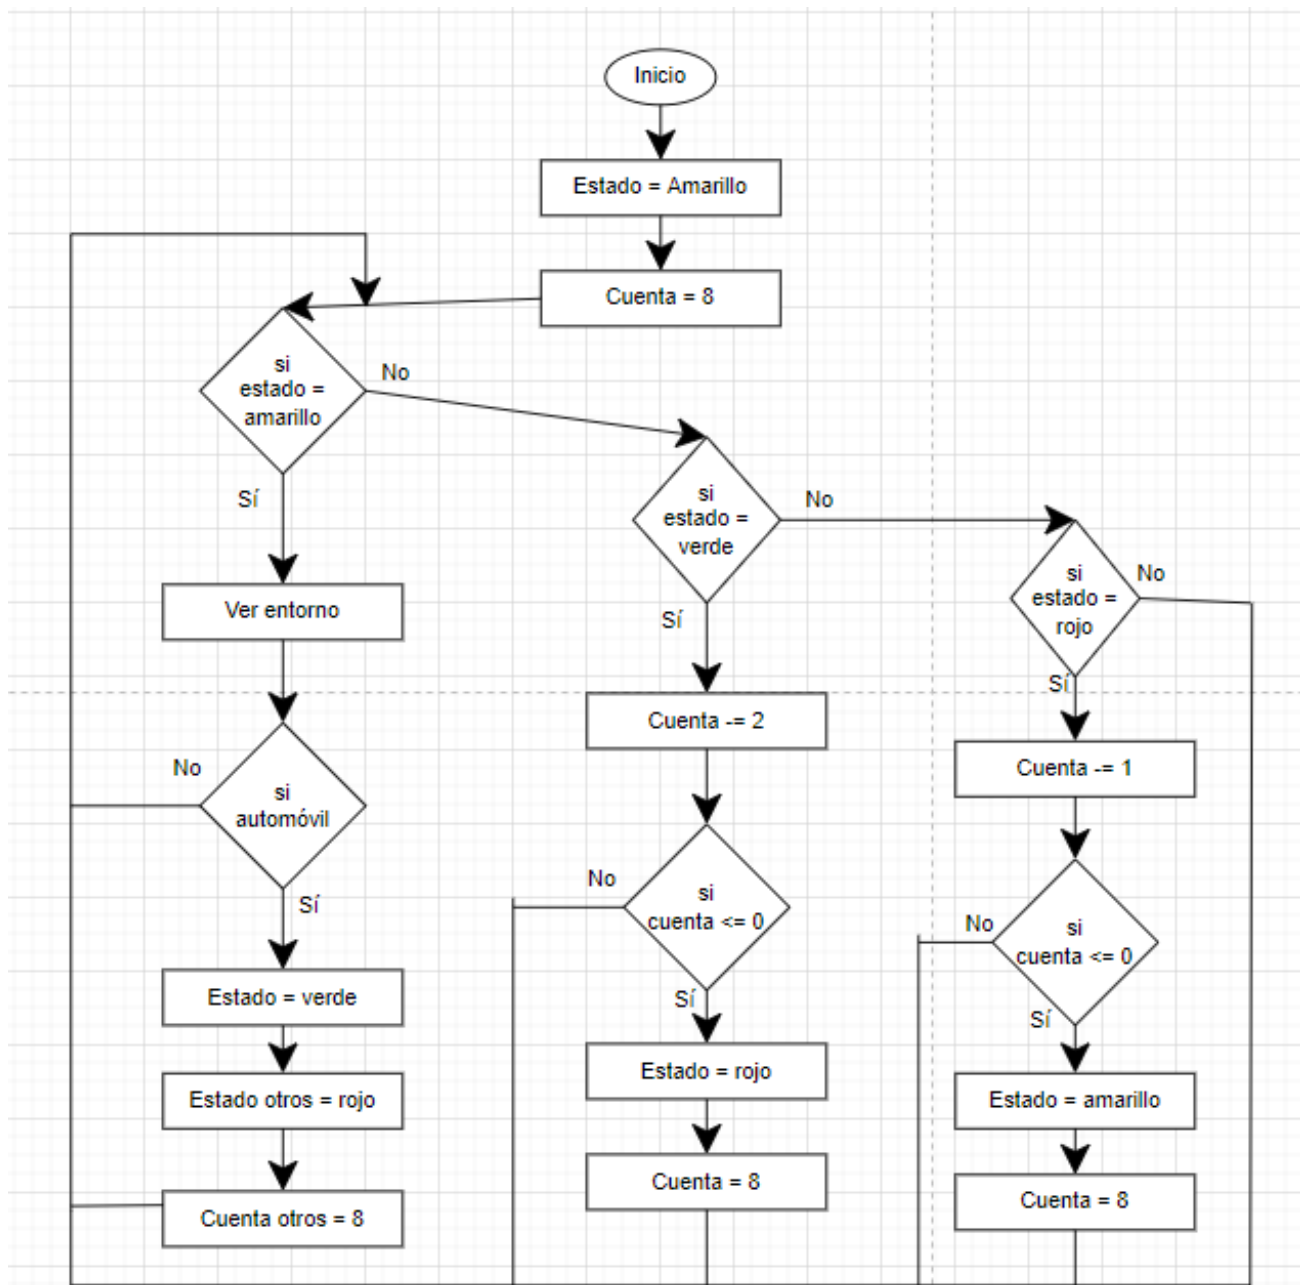 Inicio
Estado = Amarillo
Cuenta = 8
si
estado =
amarillo
No
Sí
si
estado =
verde
No
Sí
si
estado =
rojo
No
Sí
Ver entorno
Cuenta -= 2
Cuenta -= 1
si
automóvil
No
Sí
si
cuenta <= 0
No
Sí
si
cuenta <= 0
No
Sí
Estado = verde
Estado = rojo
Estado otros = rojo
Estado = amarillo
Cuenta = 8
Cuenta = 8
Cuenta otros = 8